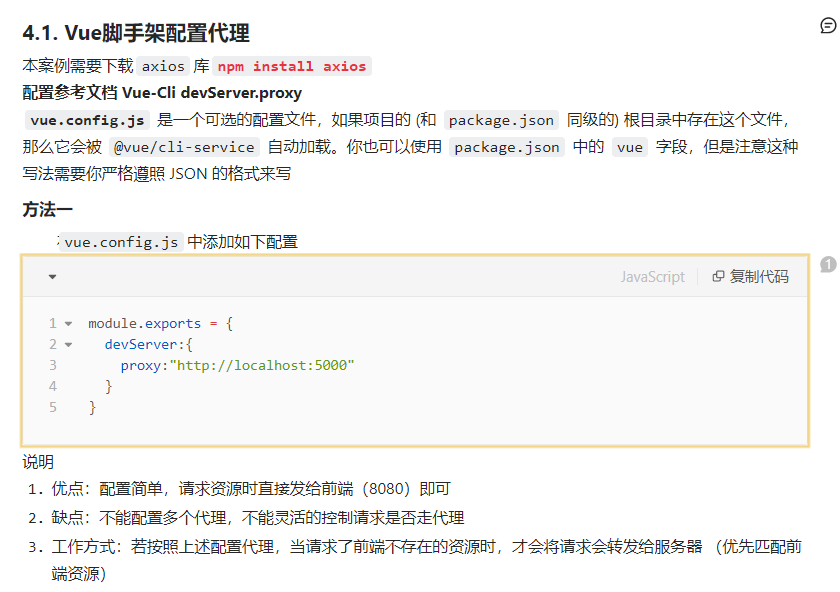 4.1. Vue脚手架配置代理
本案例需要下载 axios 库 npm install axios
配置参考文档 Vue-Cli devServer.proxy
vue.config.js 是一个可选的配置文件，如果项目的 (和 package.json 同级的) 根目录中存在这个文件，
那么它会被 @vue/cli-service 自动加载。你也可以使用 package.json 中的 vue 字段，但是注意这种
写法需要你严格遵照 JSON 的格式来写
方法一
vue.config.js 中添加如下配置
1
JavaScript 复制代码
1 module.exports = {
2 devServer:{
3 proxy:"http://localhost:5000"
4 }
5 }
说明
1. 优点：配置简单，请求资源时直接发给前端（8080）即可
2. 缺点：不能配置多个代理，不能灵活的控制请求是否走代理
3. 工作方式：若按照上述配置代理，当请求了前端不存在的资源时，才会将请求会转发给服务器 （优先匹配前
端资源）